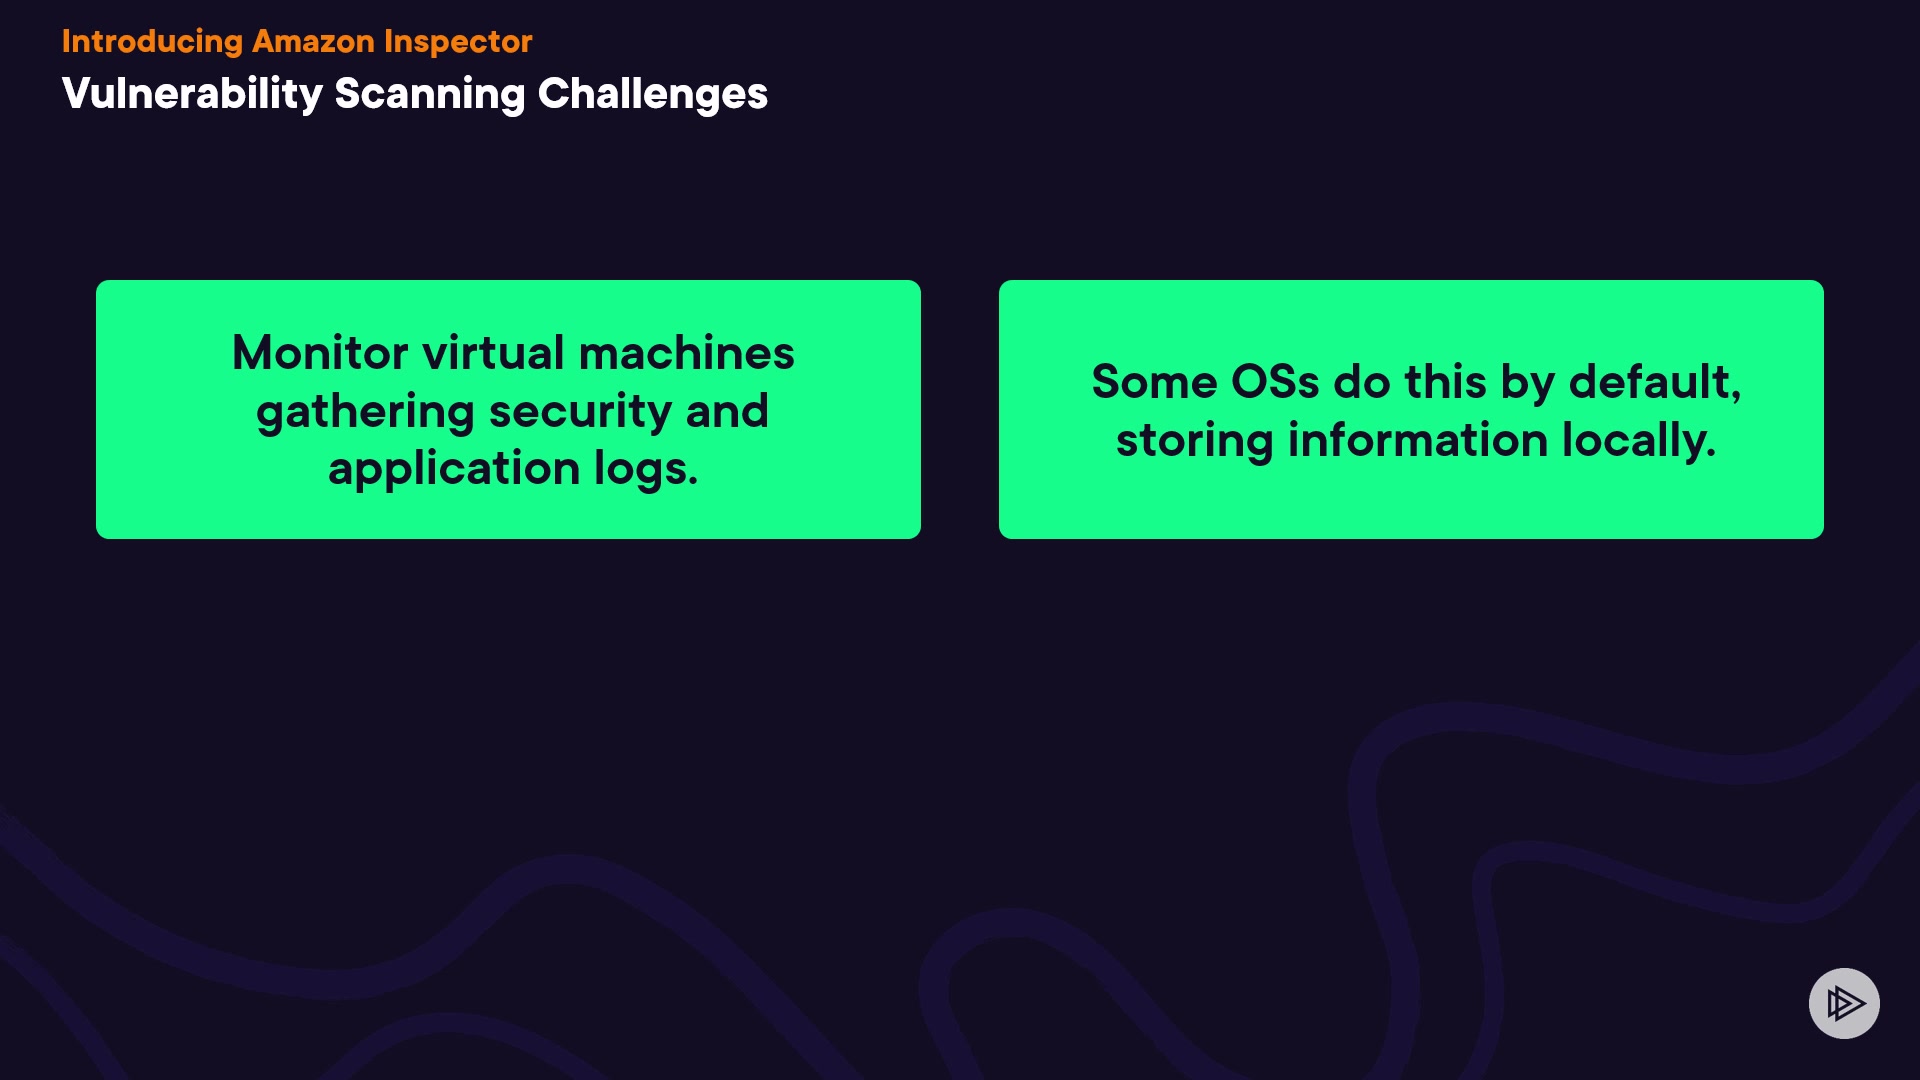 Introducing Amazon Inspector
Vulnerability Scanning Challenges
Monitor virtual machines
gathering security and
application logs.
Some OSs do this by default,
storing information locally.